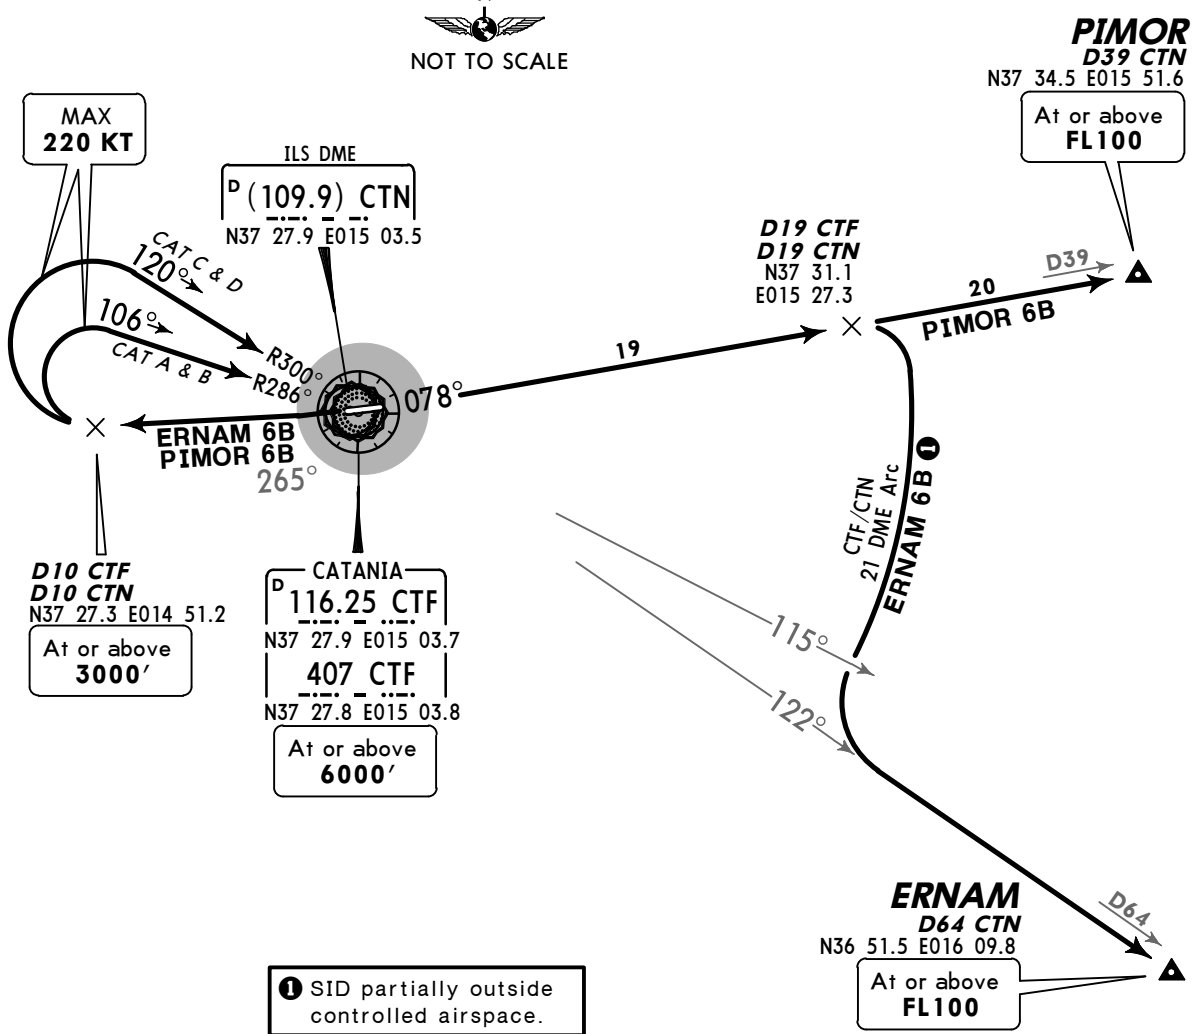 NOT TO SCALE
PIMOR
D39 CTN
N37 34.5 E015 51.6
At or above
FL100
MAX
220 KT
ILS DME
D (109.9) CTN
N37 27.9 E015 03.5
D19 CTF
D19 CTN
N37 31.1
E015 27.3
D39
20
PIMOR 6B
CAT C & D
120°
106°
CAT A & B
R300°
R286°
078°
19
ERNAM 6B
PIMOR 6B
265°
CTF/CTN
21 DME Arc
ERNAM 6B ❶
D10 CTF
D10 CTN
N37 27.3 E014 51.2
At or above
3000'
CATANIA
D 116.25 CTF
N37 27.9 E015 03.7
407 CTF
N37 27.8 E015 03.8
At or above
6000'
115°
122°
ERNAM
D64 CTN
N36 51.5 E016 09.8
At or above
FL100
D64
❶ SID partially outside
controlled airspace.